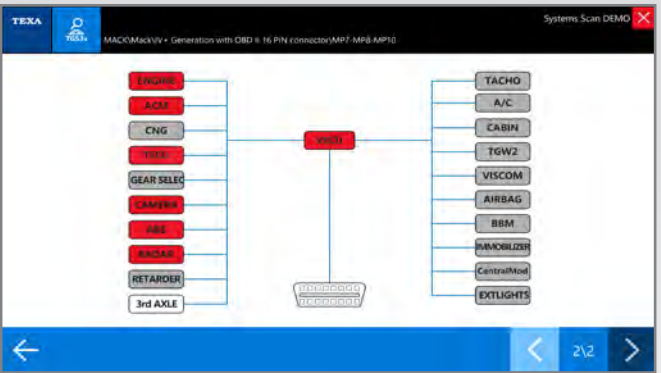 TEXA
TGS3s
Systems Scan DEMO
MACK\Mack\V+ Generation with OBD II 16 PIN connector\MP7-MP8-MP10
ENGINE
ACM
CNG
GEAR SELEC
CAMERA
ABS
RADAR
RETARDER
3rd AXLE
TACHO
A/C
CABIN
TGW2
VISCOM
AIRBAG
BBM
IMMOBILIZER
CentralMod
EXTLIGHTS
2\2